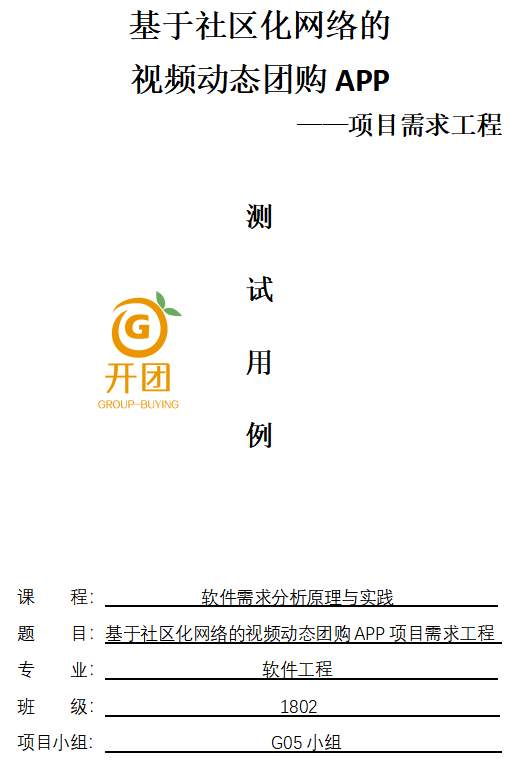 基于社区化网络的
视频动态团购 APP
——项目需求工程
测
试
用
例
G
开团
GROUP-BUYING
课 程： 软件需求分析原理与实践
题 目： 基于社区化网络的视频动态团购 APP 项目需求工程
专 业： 软件工程
班 级： 1802
项目小组： G05 小组